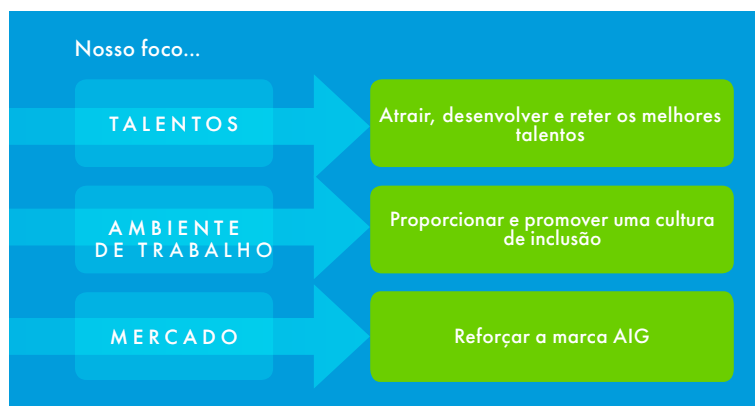 Nosso foco...
TALENTOS
Atrair, desenvolver e reter os melhores
talentos
AMBIENTE
DE TRABALHO
Proporcionar e promover uma cultura
de inclusão
MERCADO
Reforçar a marca AIG